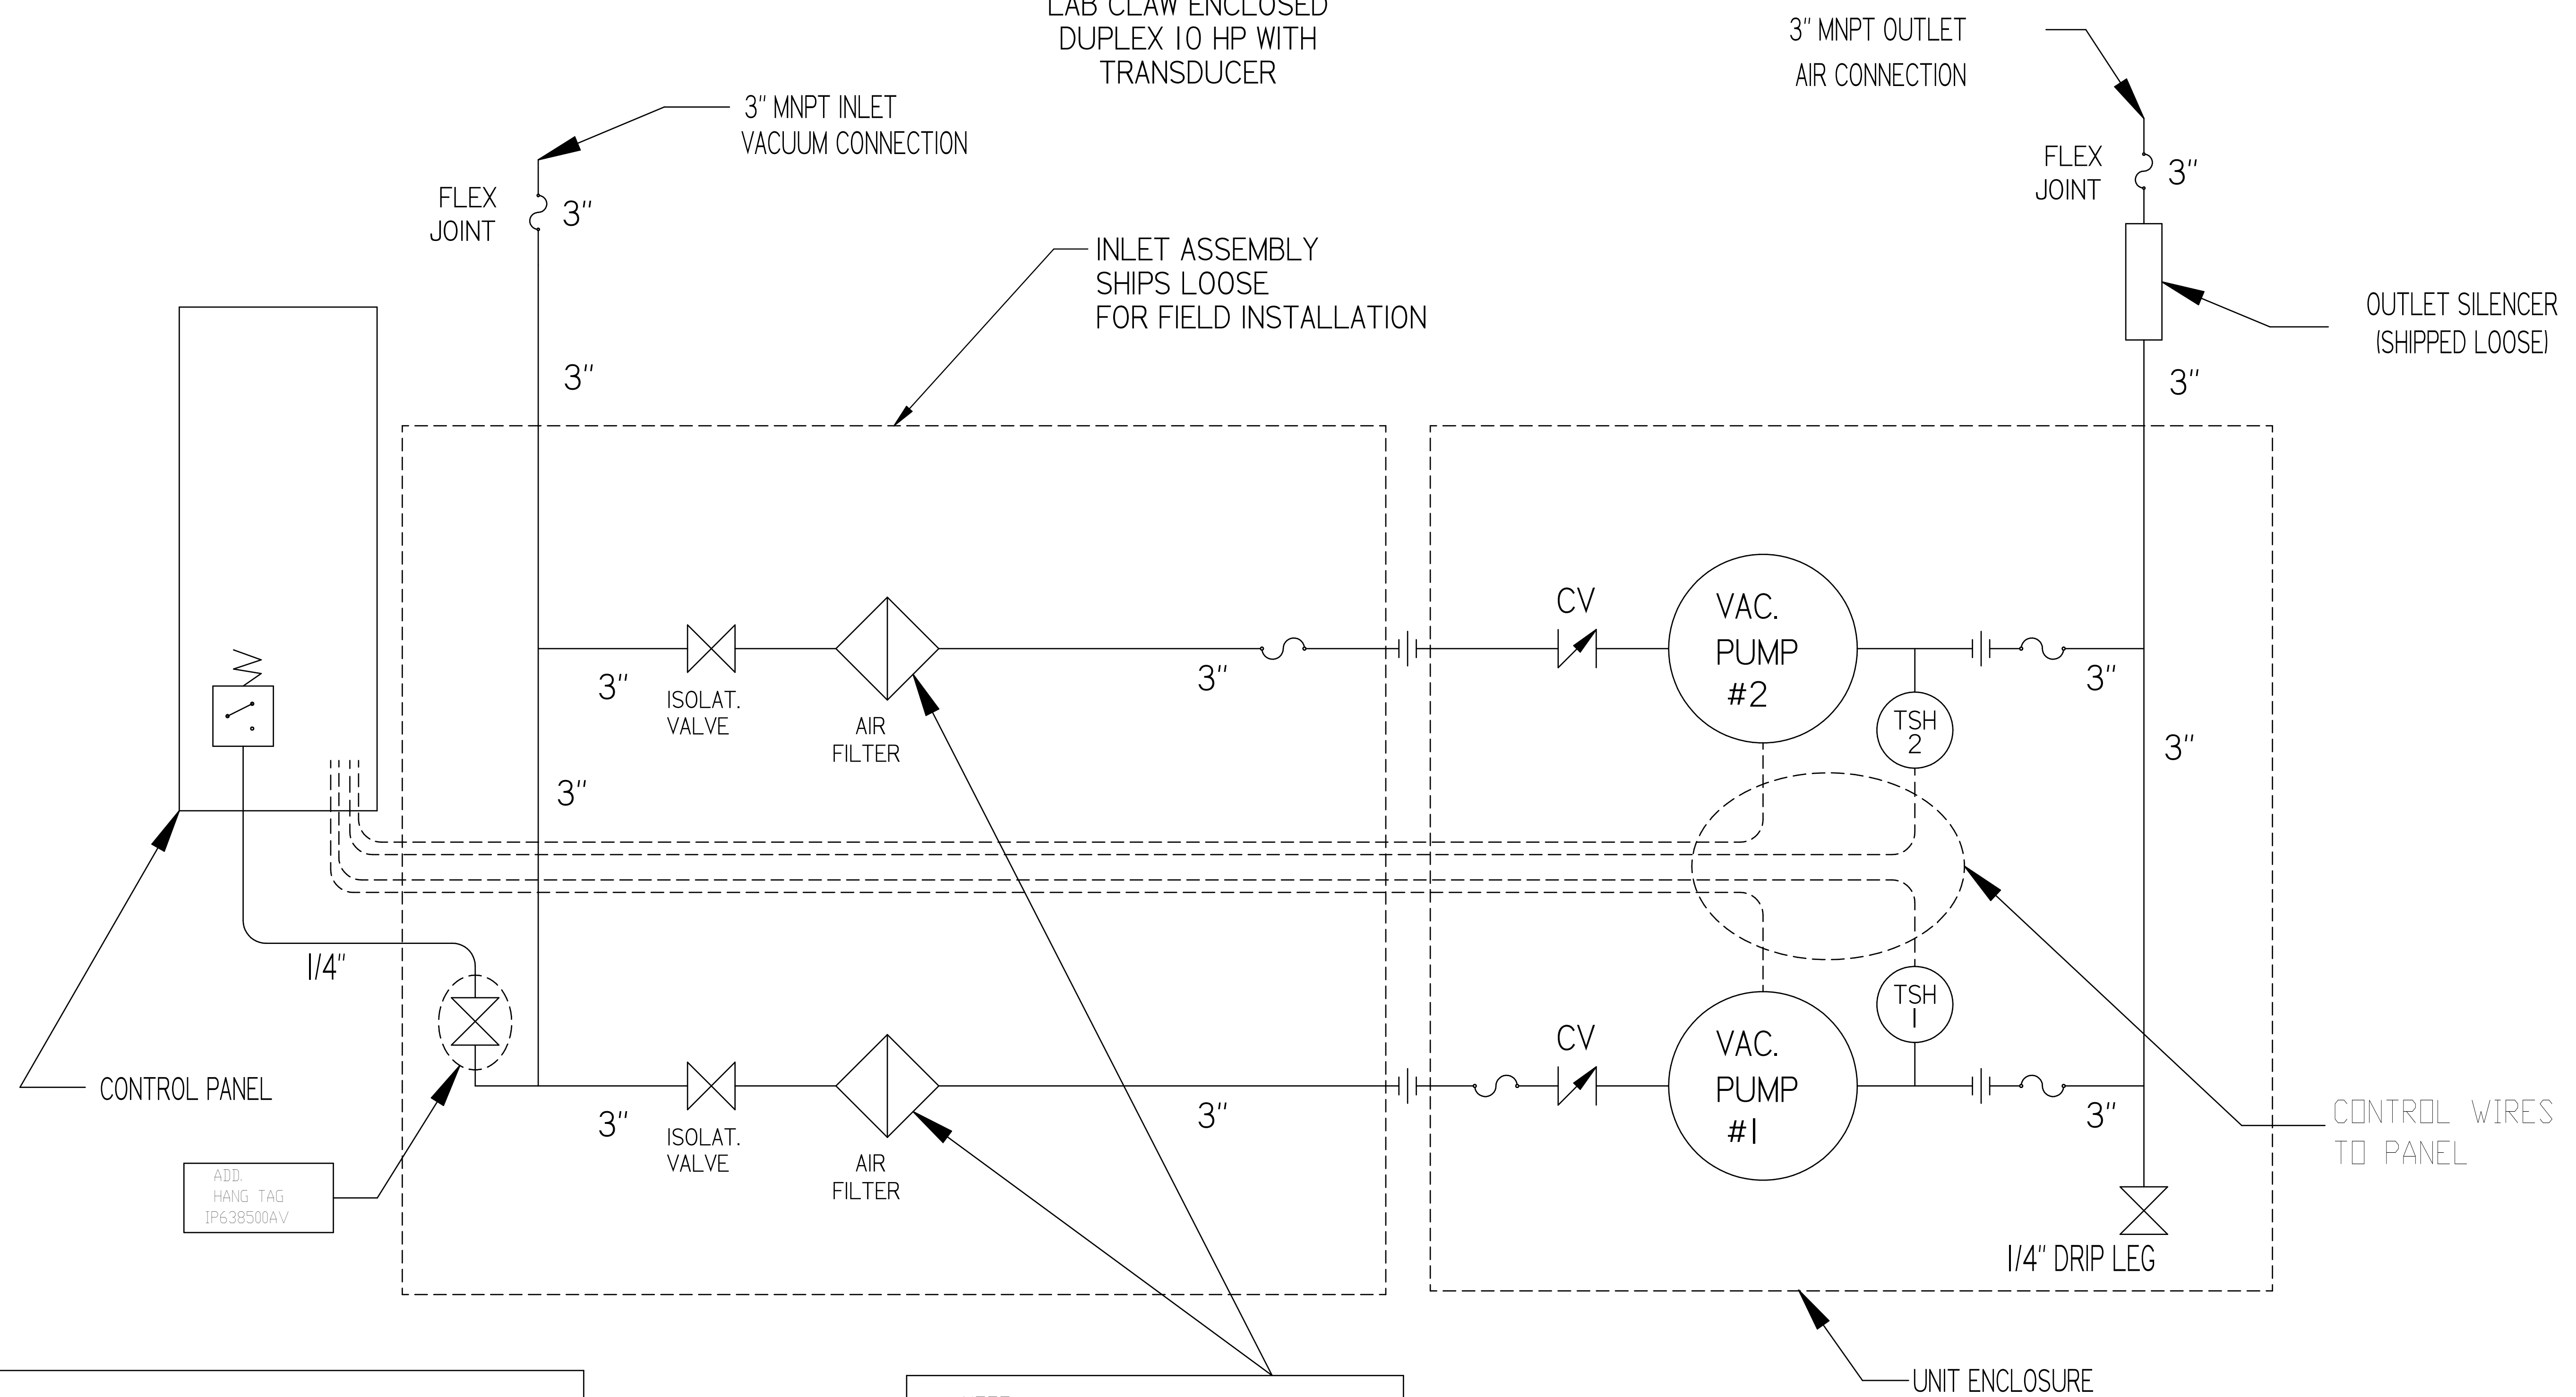 LAB CLAW ENCLOSED
DUPLEX 10 HP WITH
TRANSDUCER
3" MNPT OUTLET
AIR CONNECTION
3" MNPT INLET
VACUUM CONNECTION
FLEX
JOINT
3"
FLEX
JOINT
3"
INLET ASSEMBLY
SHIPS LOOSE
FOR FIELD INSTALLATION
OUTLET SILENCER
(SHIPPED LOOSE)
3"
3"
CV
VAC.
PUMP
#2
3"
ISOLAT.
VALVE
AIR
FILTER
3"
TSH
2
3"
3"
3"
1/4"
CONTROL PANEL
CV
VAC.
PUMP
#1
TSH
1
3"
ISOLAT.
VALVE
AIR
FILTER
3"
3"
CONTROL WIRES
TO PANEL
ADD.
HANG TAG
IP638500AV
1/4" DRIP LEG
UNIT ENCLOSURE